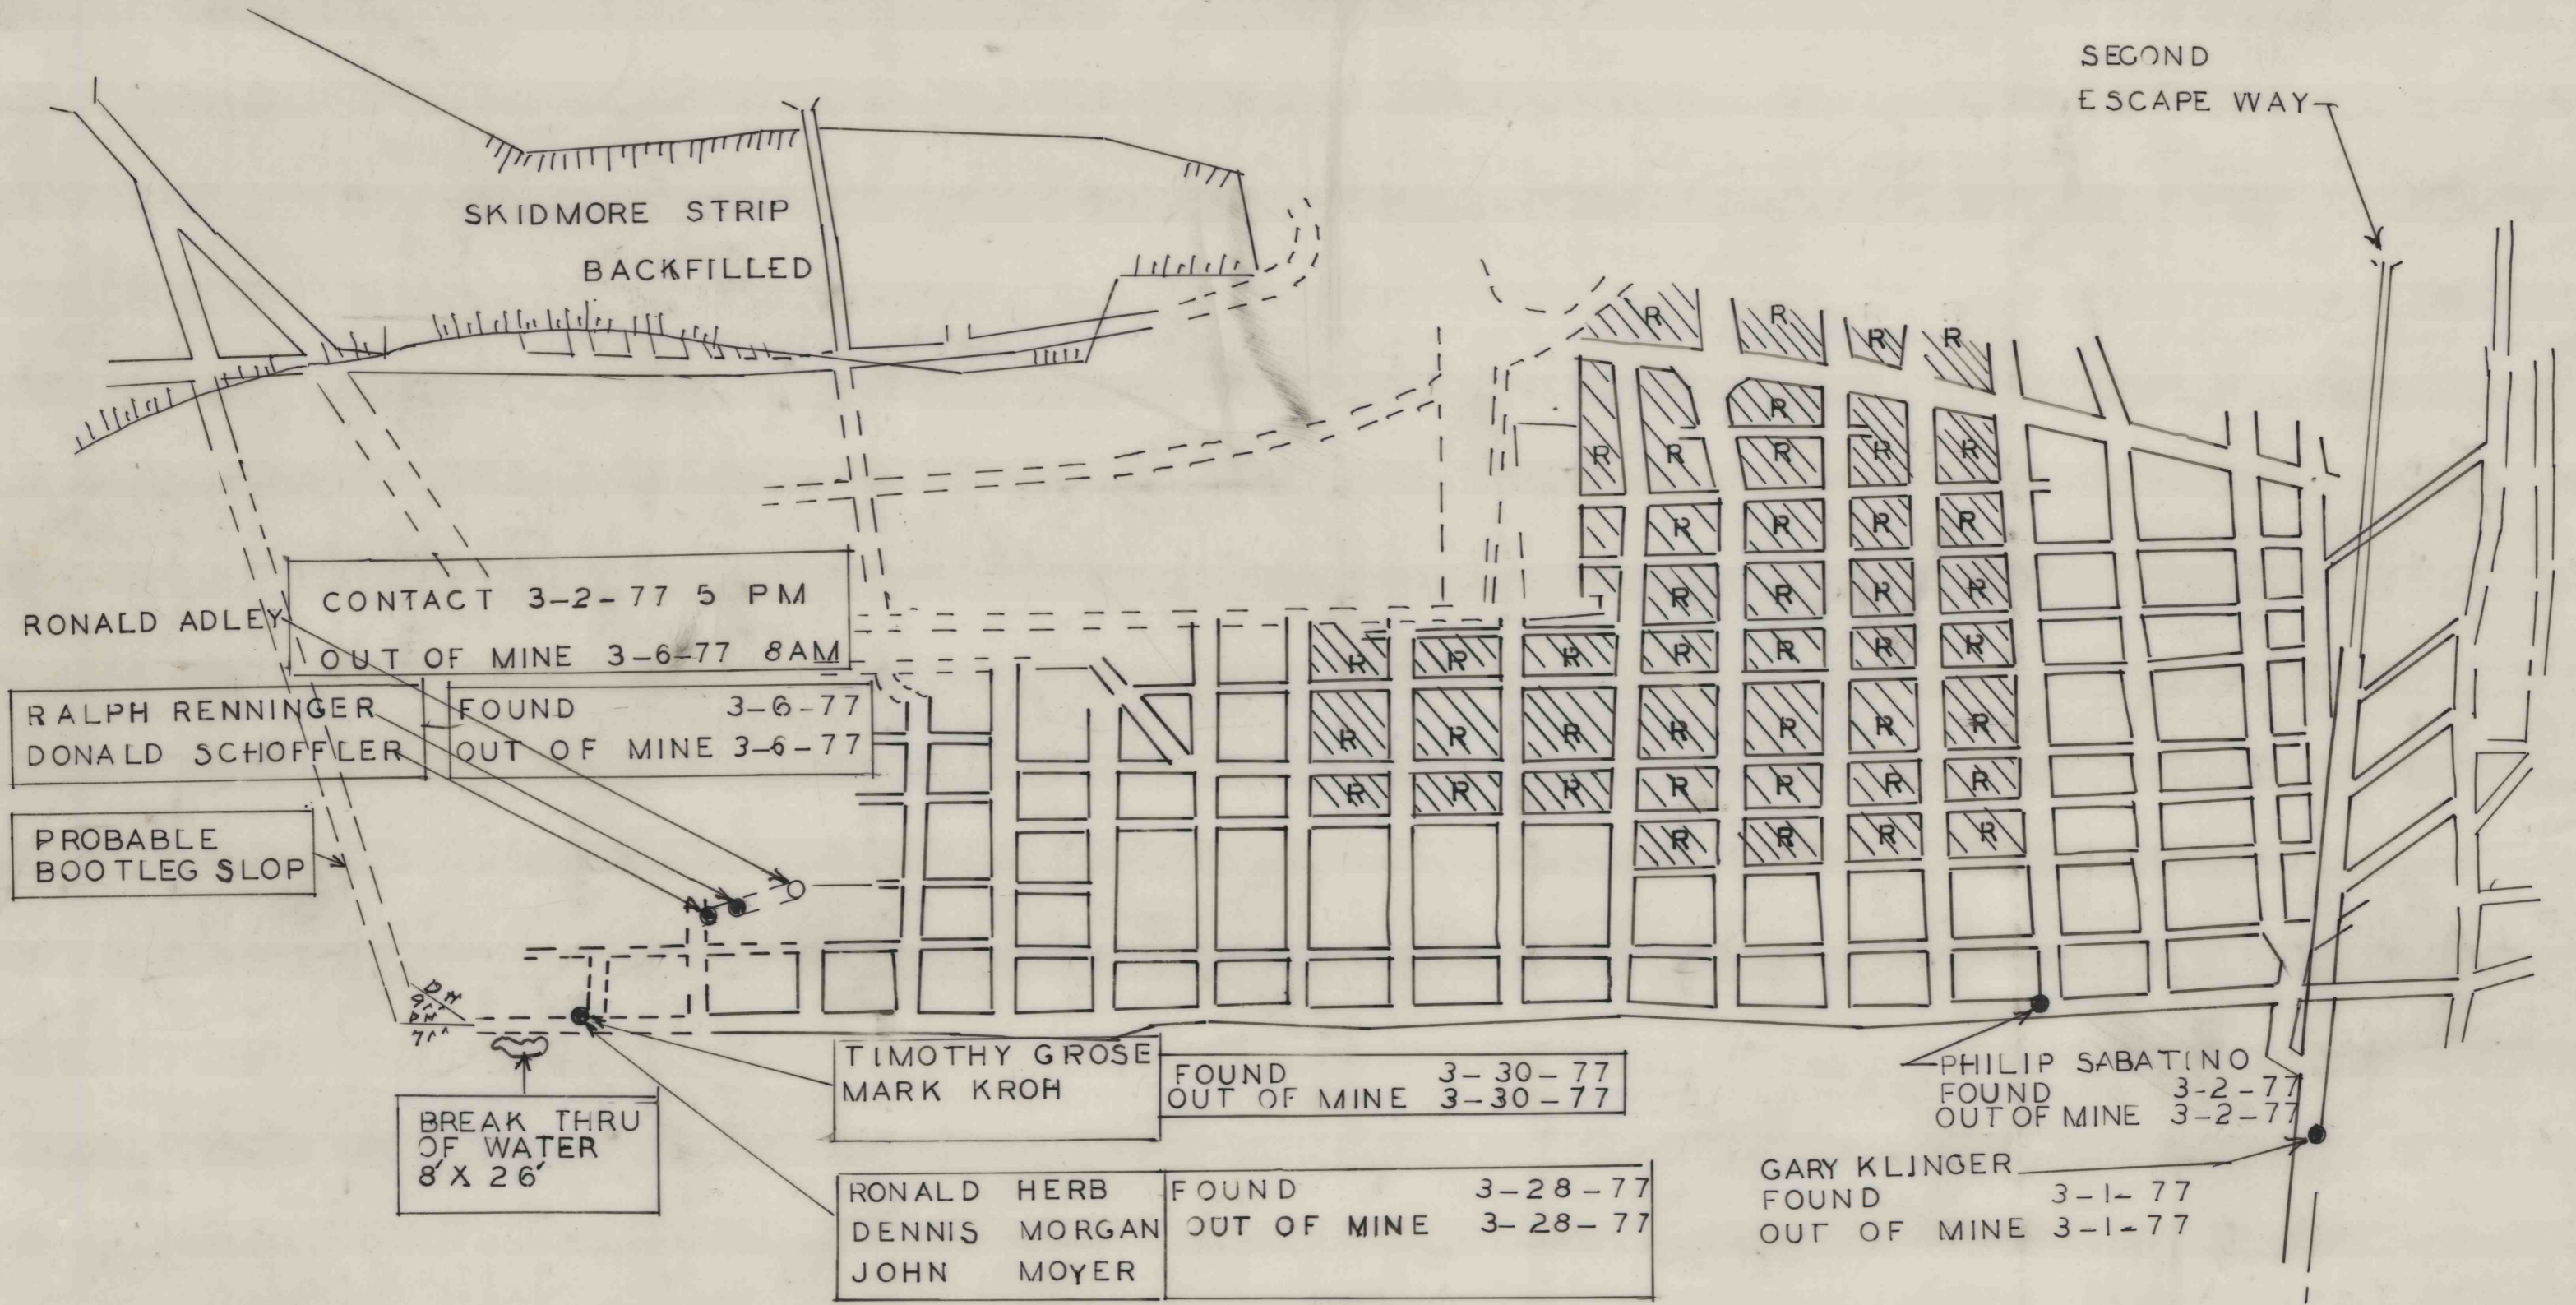 SECOND
ESCAPE WAY
SKIDMORE STRIP
BACKFILLED
RONALD ADLEY
CONTACT 3-2-77 5 PM
OUT OF MINE 3-6-77 8AM
RALPH RENNINGER
DONALD SCHOFFLER
FOUND 3-6-77
OUT OF MINE 3-6-77
PROBABLE
BOOTLEG SLOP
R R R R
R
R R R
R R R R
R R R
R R R R
R R R R
R R R R R R R
R R R R R R R
R R R R R R R
R R R R
DH
DH
BREAK THRU
OF WATER
8' X 26'
TIMOTHY GROSE
MARK KROH
FOUND 3-30-77
OUT OF MINE 3-30-77
RONALD HERB
DENNIS MORGAN
JOHN MOYER
FOUND 3-28-77
OUT OF MINE 3-28-77
PHILIP SABATINO
FOUND 3-2-77
OUT OF MINE 3-2-77
GARY KLINGER
FOUND 3-1-77
OUT OF MINE 3-1-77